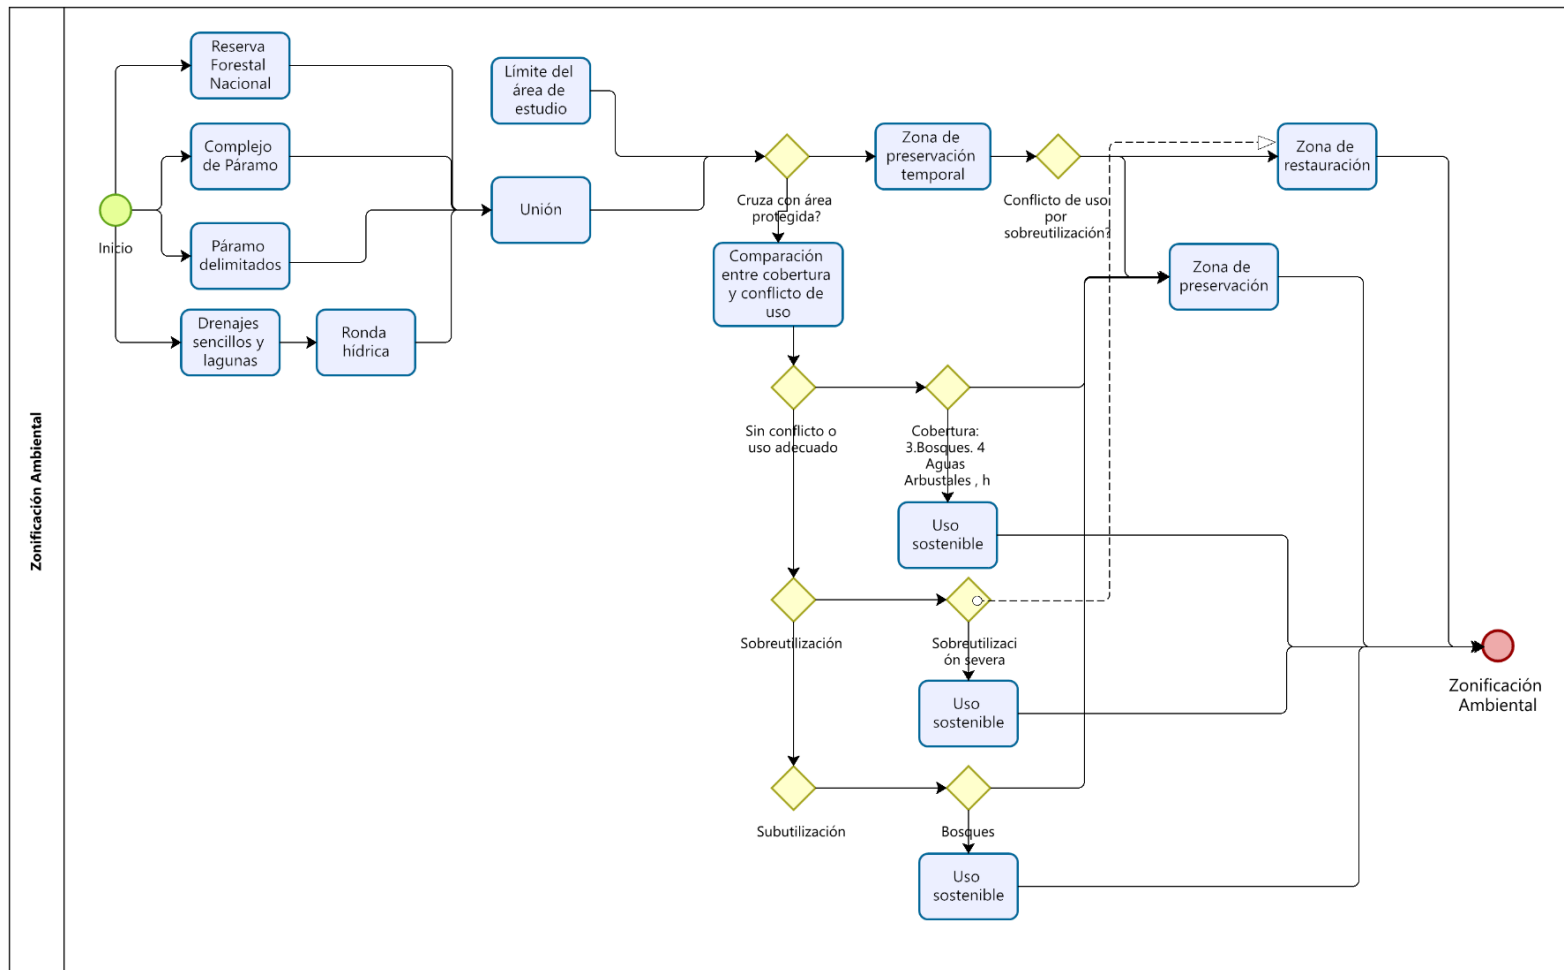 Zonificación Ambiental
Reserva
Forestal
Nacional
Complejo
de Páramo
Inicio
Páramo
delimitados
Drenajes
sencillos y
lagunas
Ronda
hídrica
Límite del
área de
estudio
Unión
Cruza con área
protegida?
Zona de
preservación
temporal
Conflicto de uso
por
sobreutilización?
Zona de
restauración
Zona de
preservación
Comparación
entre cobertura
y conflicto de
uso
Sin conflicto o
uso adecuado
Cobertura:
3.Bosques. 4
Aguas
Arbustales , h
Uso
sostenible
Sobreutilización
Sobreutilizaci
ón severa
Uso
sostenible
Subutilización
Bosques
Uso
sostenible
Zonificación
Ambiental